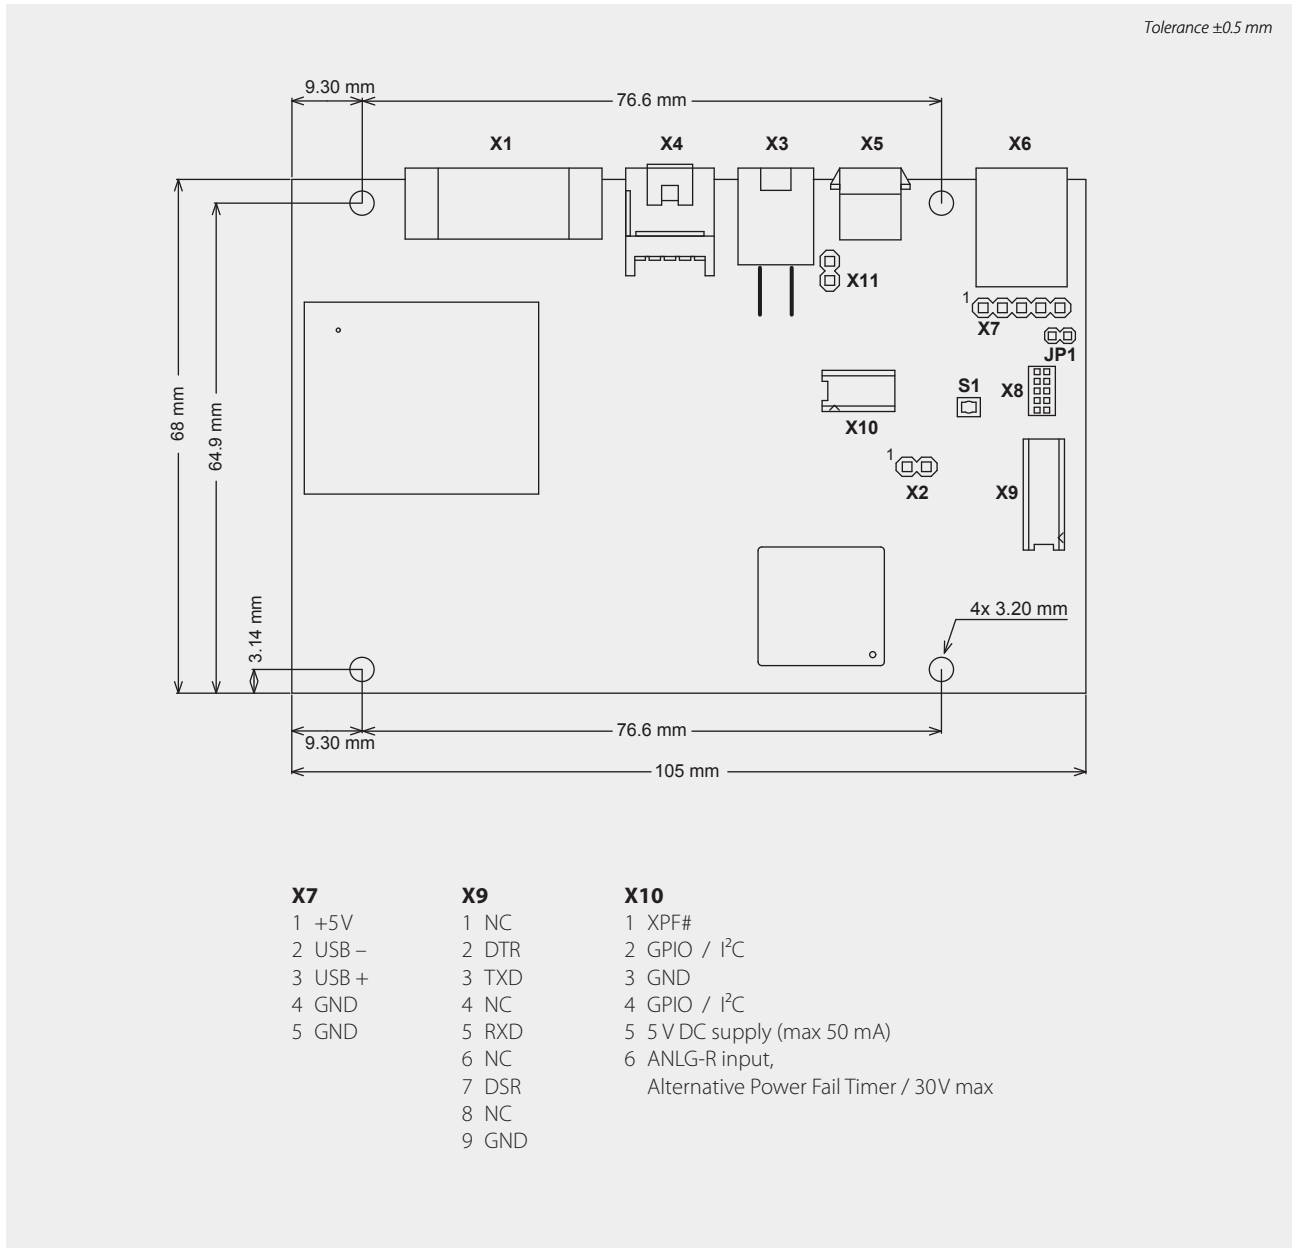 Tolerance ±0.5 mm
9.30 mm
76.6 mm
X1
X4
X3
X5
X6
X11
1
X7
JP1
68 mm
64.9 mm
S1
X8
X10
1
X2
X9
3.14 mm
4x 3.20 mm
9.30 mm
76.6 mm
105 mm
X7
1 +5V
2 USB –
3 USB +
4 GND
5 GND
X9
1 NC
2 DTR
3 TXD
4 NC
5 RXD
6 NC
7 DSR
8 NC
9 GND
X10
1 XPF#
2 GPIO / I²C
3 GND
4 GPIO / I²C
5 5 V DC supply (max 50 mA)
6 ANLG-R input,
Alternative Power Fail Timer / 30V max